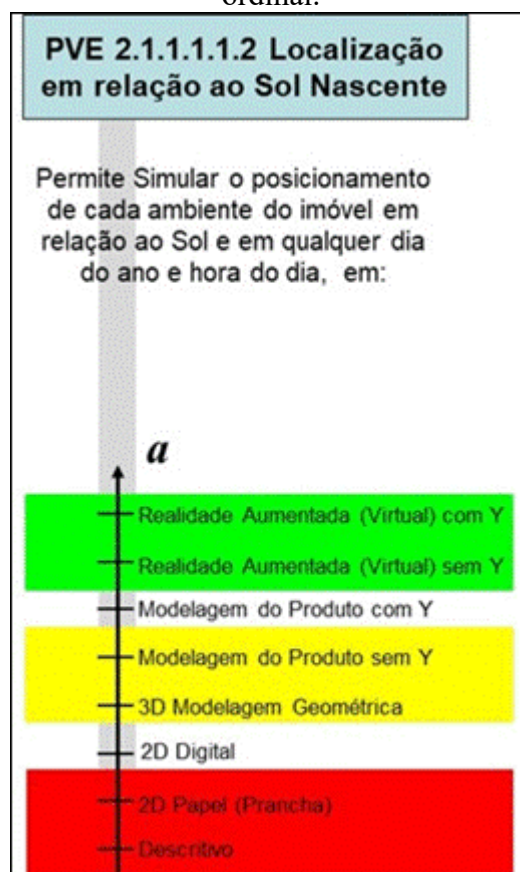 ordinal.
PVE 2.1.1.1.1.2 Localização
em relação ao Sol Nascente
Permite Simular o posicionamento
de cada ambiente do imóvel em
relação ao Sol e em qualquer dia
do ano e hora do dia, em:
a
Realidade Aumentada (Virtual) com Y
Realidade Aumentada (Virtual) sem Y
Modelagem do Produto com Y
Modelagem do Produto sem Y
3D Modelagem Geométrica
2D Digital
2D Papel (Prancha)
Descritivo